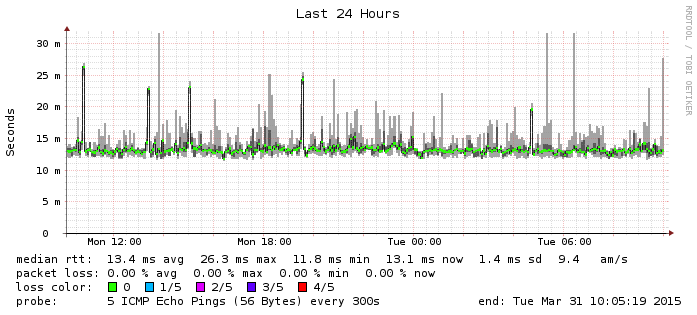 Last 24 Hours
RRDTOOL / TOBI OETIKER
Seconds
30 m
25 m
20 m
15 m
10 m
5 m
0
Mon 12:00 Mon 18:00 Tue 00:00 Tue 06:00
median rtt: 13.4 ms avg 26.3 ms max 11.8 ms min 13.1 ms now 1.4 ms sd 9.4 am/s
packet loss: 0.00 % avg 0.00 % max 0.00 % min 0.00 % now
loss color: 0 1/5 2/5 3/5 4/5
probe: 5 ICMP Echo Pings (56 Bytes) every 300s end: Tue Mar 31 10:05:19 2015